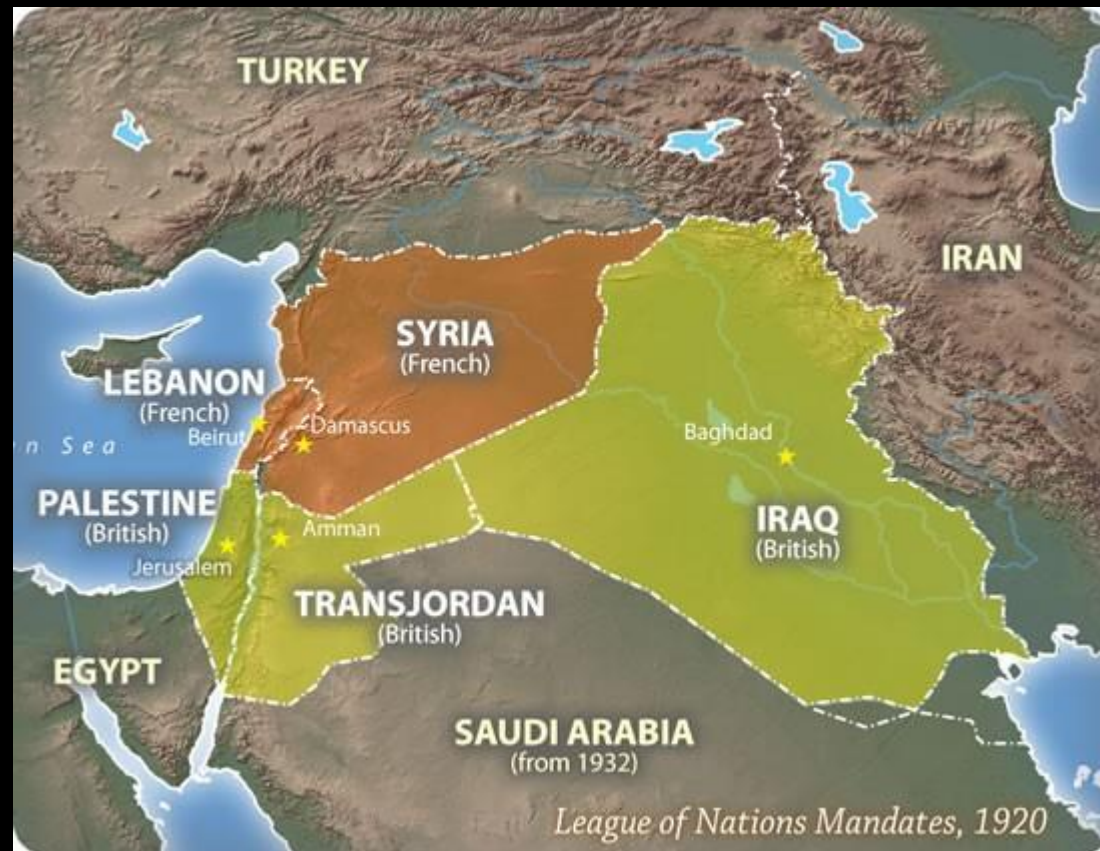 TURKEY
IRAN
SYRIA
(French)
LEBANON
(French)
Beirut
Damascus
n Sea
Baghdad
PALESTINE
(British)
Amman
IRAQ
(British)
Jerusalem
TRANSJORDAN
(British)
EGYPT
SAUDI ARABIA
(from 1932)
League of Nations Mandates, 1920